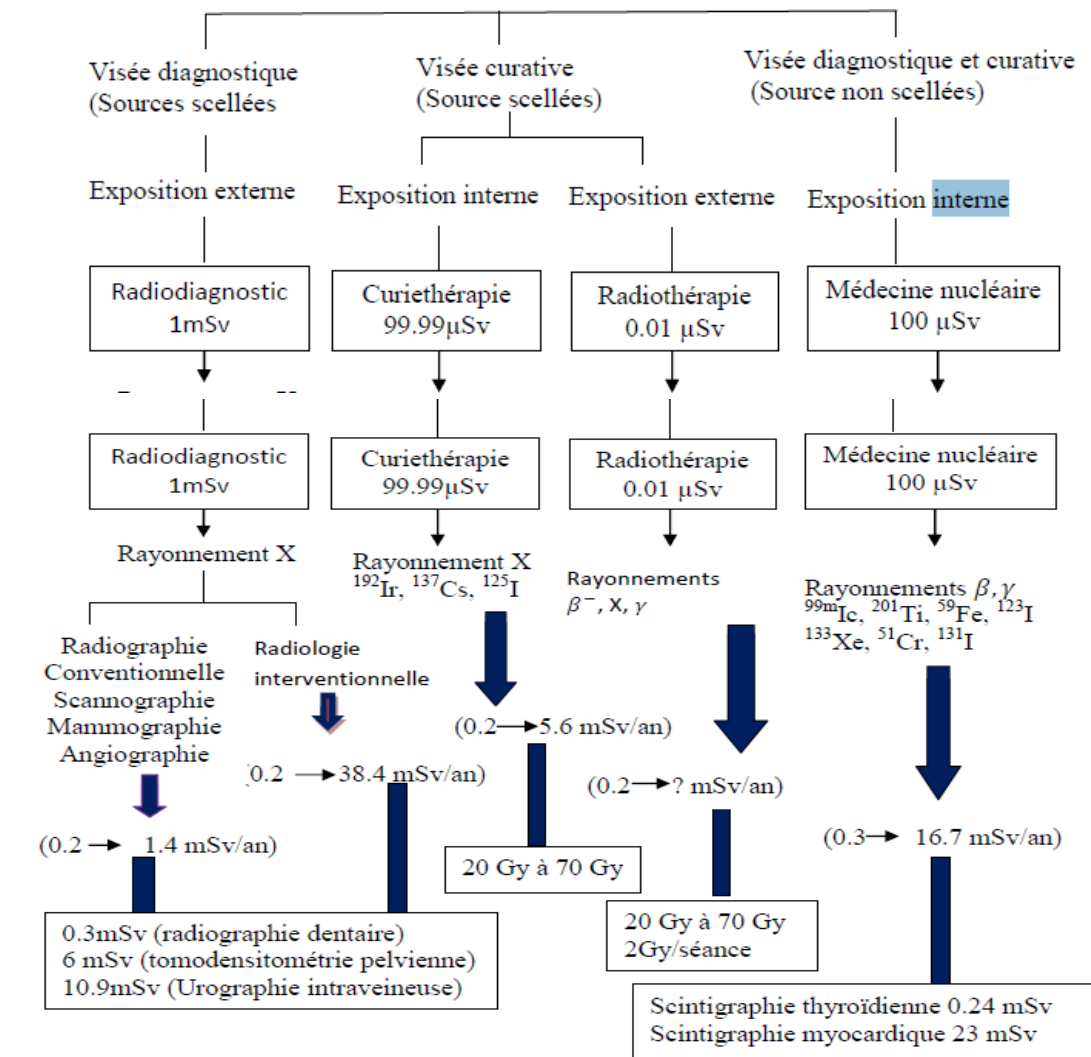 Visée diagnostique
(Sources scellées
Visée curative
(Source scellées)
Visée diagnostique et curative
(Source non scellées)
Exposition externe
Exposition interne
Exposition externe
Exposition interne
Radiodiagnostic
1mSv
Curiethérapie
99.99µSv
Radiothérapie
0.01 µSv
Médecine nucléaire
100 µSv
Radiodiagnostic
1mSv
Curiethérapie
99.99µSv
Radiothérapie
0.01 µSv
Médecine nucléaire
100 µSv
Rayonnement X
Rayonnement X
¹⁹²Ir, ¹³⁷Cs, ¹²⁵I
Rayonnements
β⁻, X, γ
Rayonnements β, γ
⁹⁹ᵐIc, ²⁰¹Ti, ⁵⁹Fe, ¹²³I
¹³³Xe, ⁵¹Cr, ¹³¹I
Radiographie
Conventionnelle
Scannographie
Mammographie
Angiographie
Radiologie
interventionnelle
(0.2 → 1.4 mSv/an)
(0.2 → 38.4 mSv/an)
(0.2 → 5.6 mSv/an)
(0.2 → ? mSv/an)
(0.3 → 16.7 mSv/an)
0.3mSv (radiographie dentaire)
6 mSv (tomodensitométrie pelvienne)
10.9mSv (Urographie intraveineuse)
20 Gy à 70 Gy
20 Gy à 70 Gy
2Gy/séance
Scintigraphie thyroïdienne 0.24 mSv
Scintigraphie myocardique 23 mSv